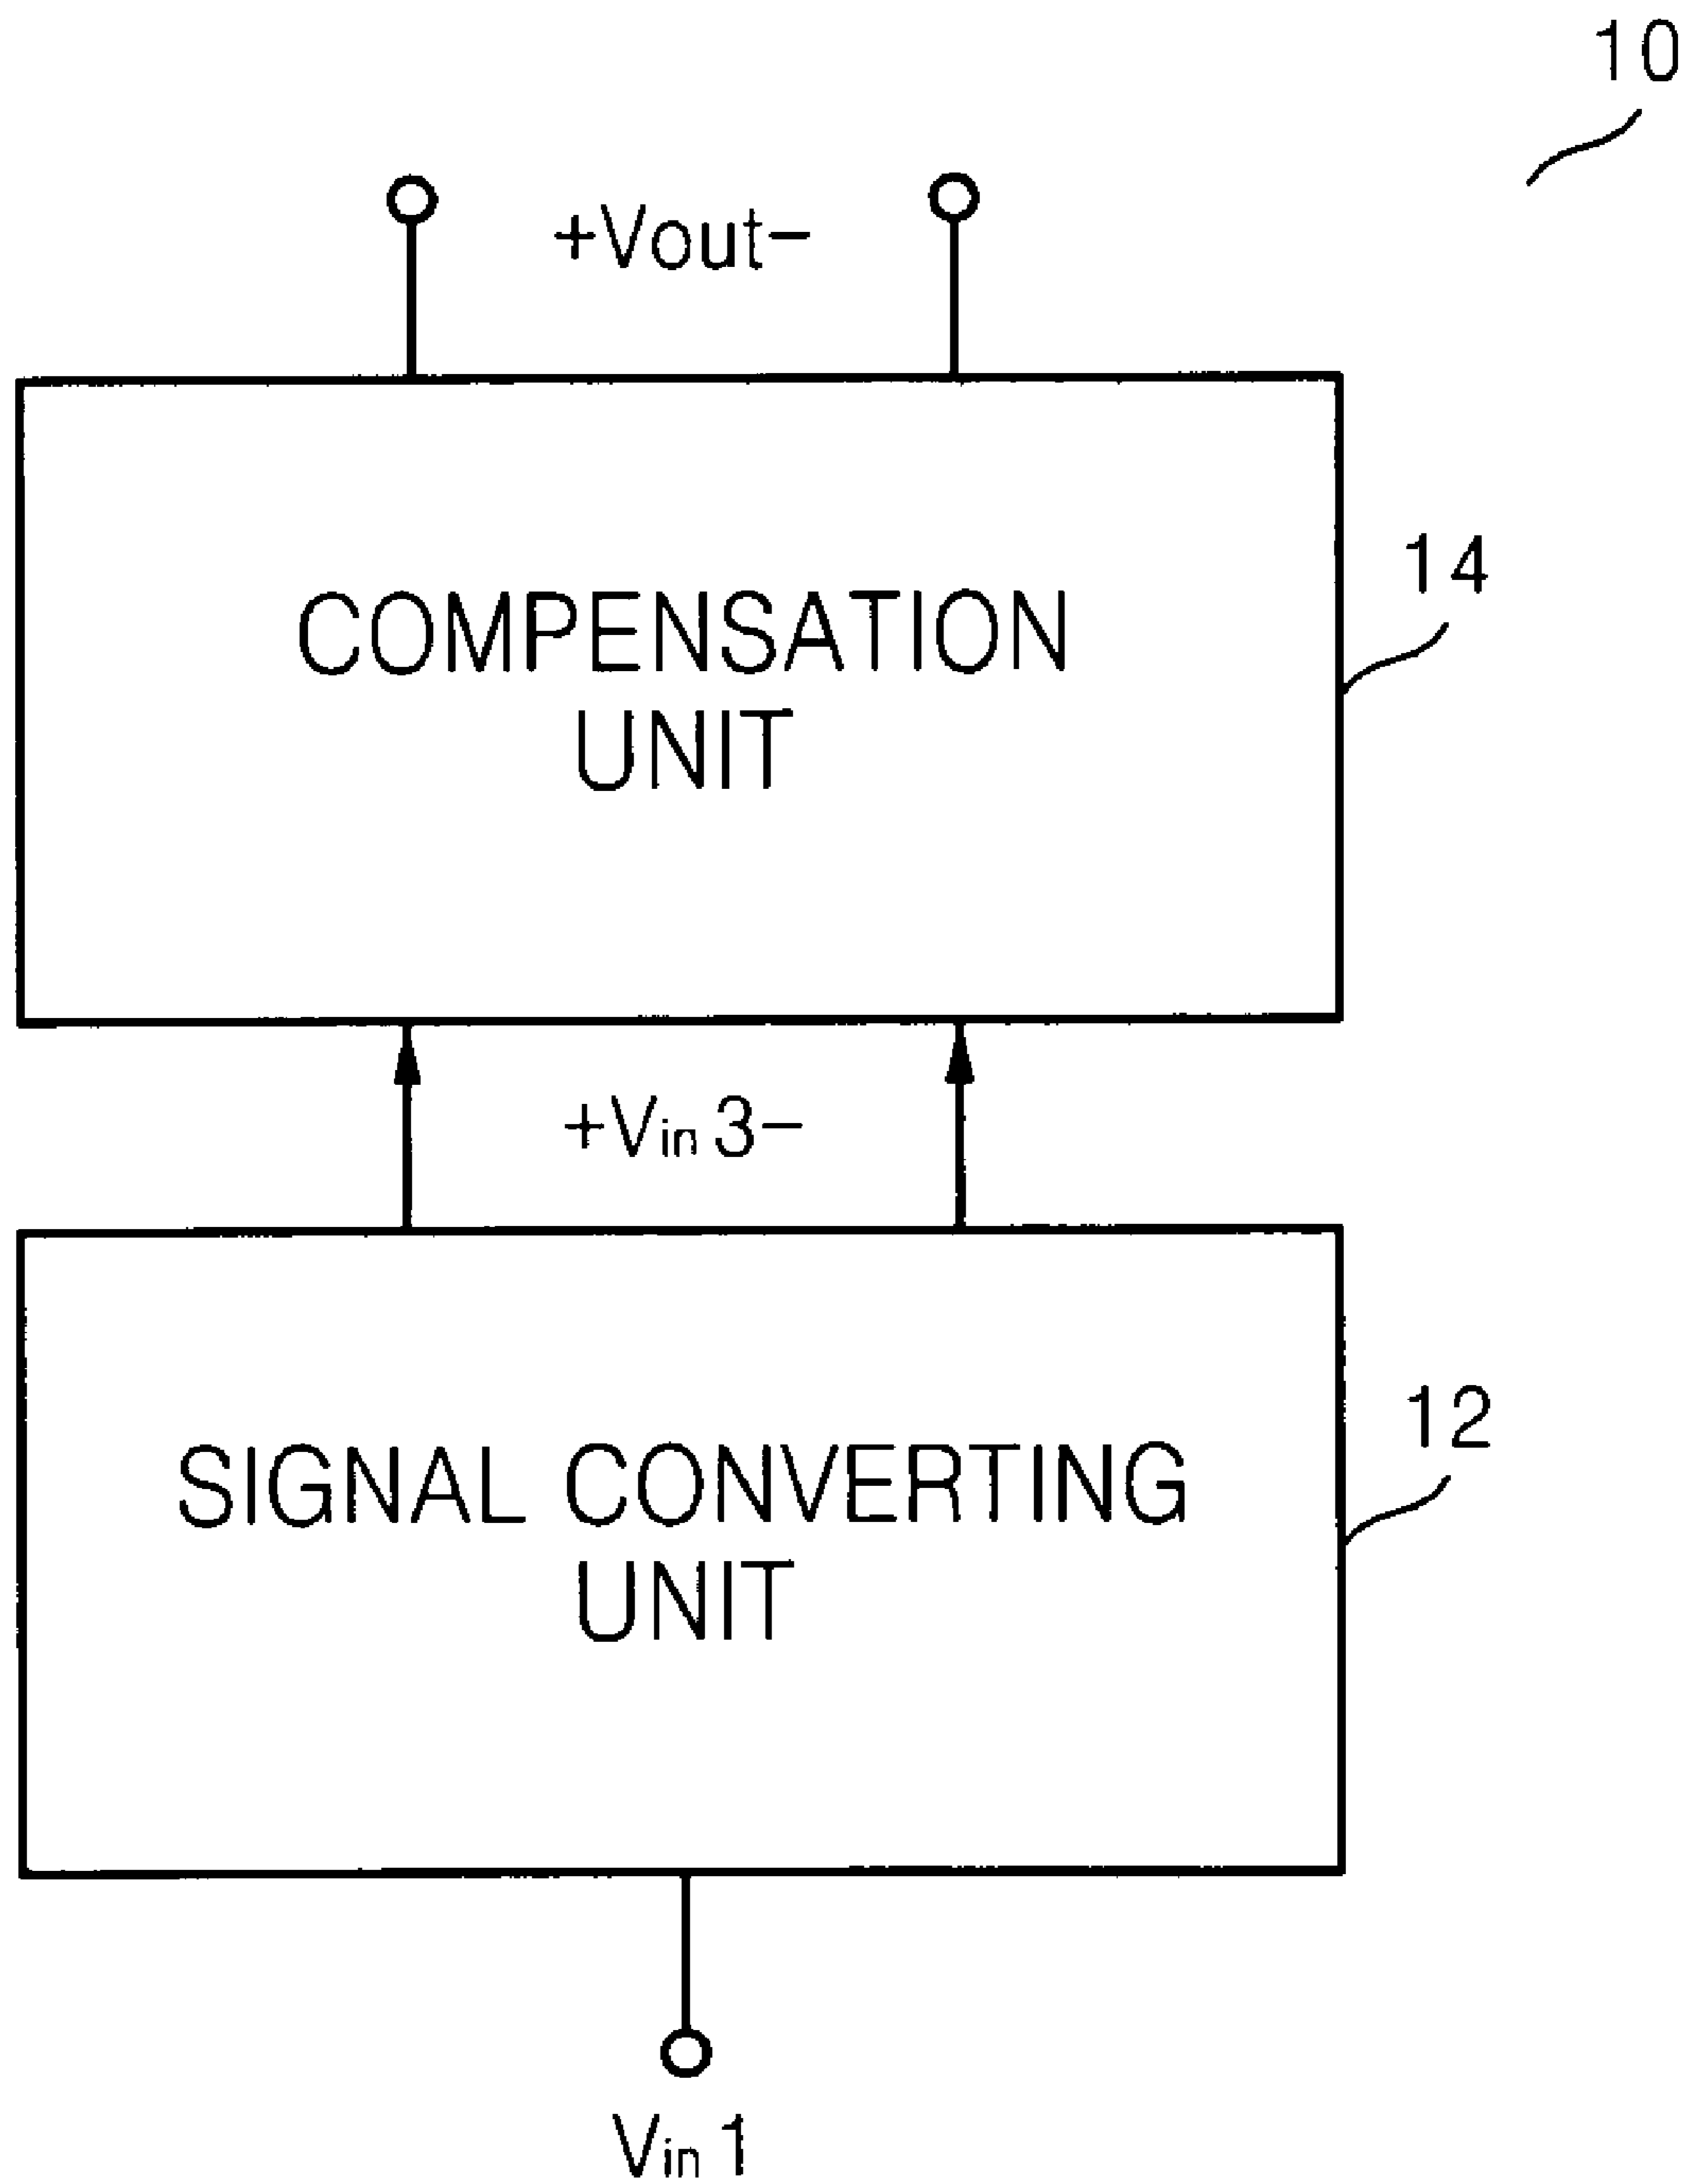 10
+Vout-
14
COMPENSATION
UNIT
+Vin 3-
12
SIGNAL CONVERTING
UNIT
Vin 1